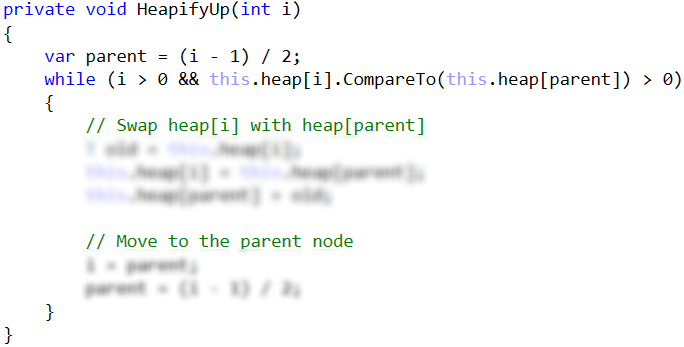 private void HeapifyUp(int i)
{
var parent = (i - 1) / 2;
while (i > 0 && this.heap[i].CompareTo(this.heap[parent]) > 0)
{
// Swap heap[i] with heap[parent]
old = this.heap[i];
this.heap[i] = this.heap[parent];
this.heap[parent] = old;
// Move to the parent node
i = parent;
parent = (i - 1) / 2;
}
}